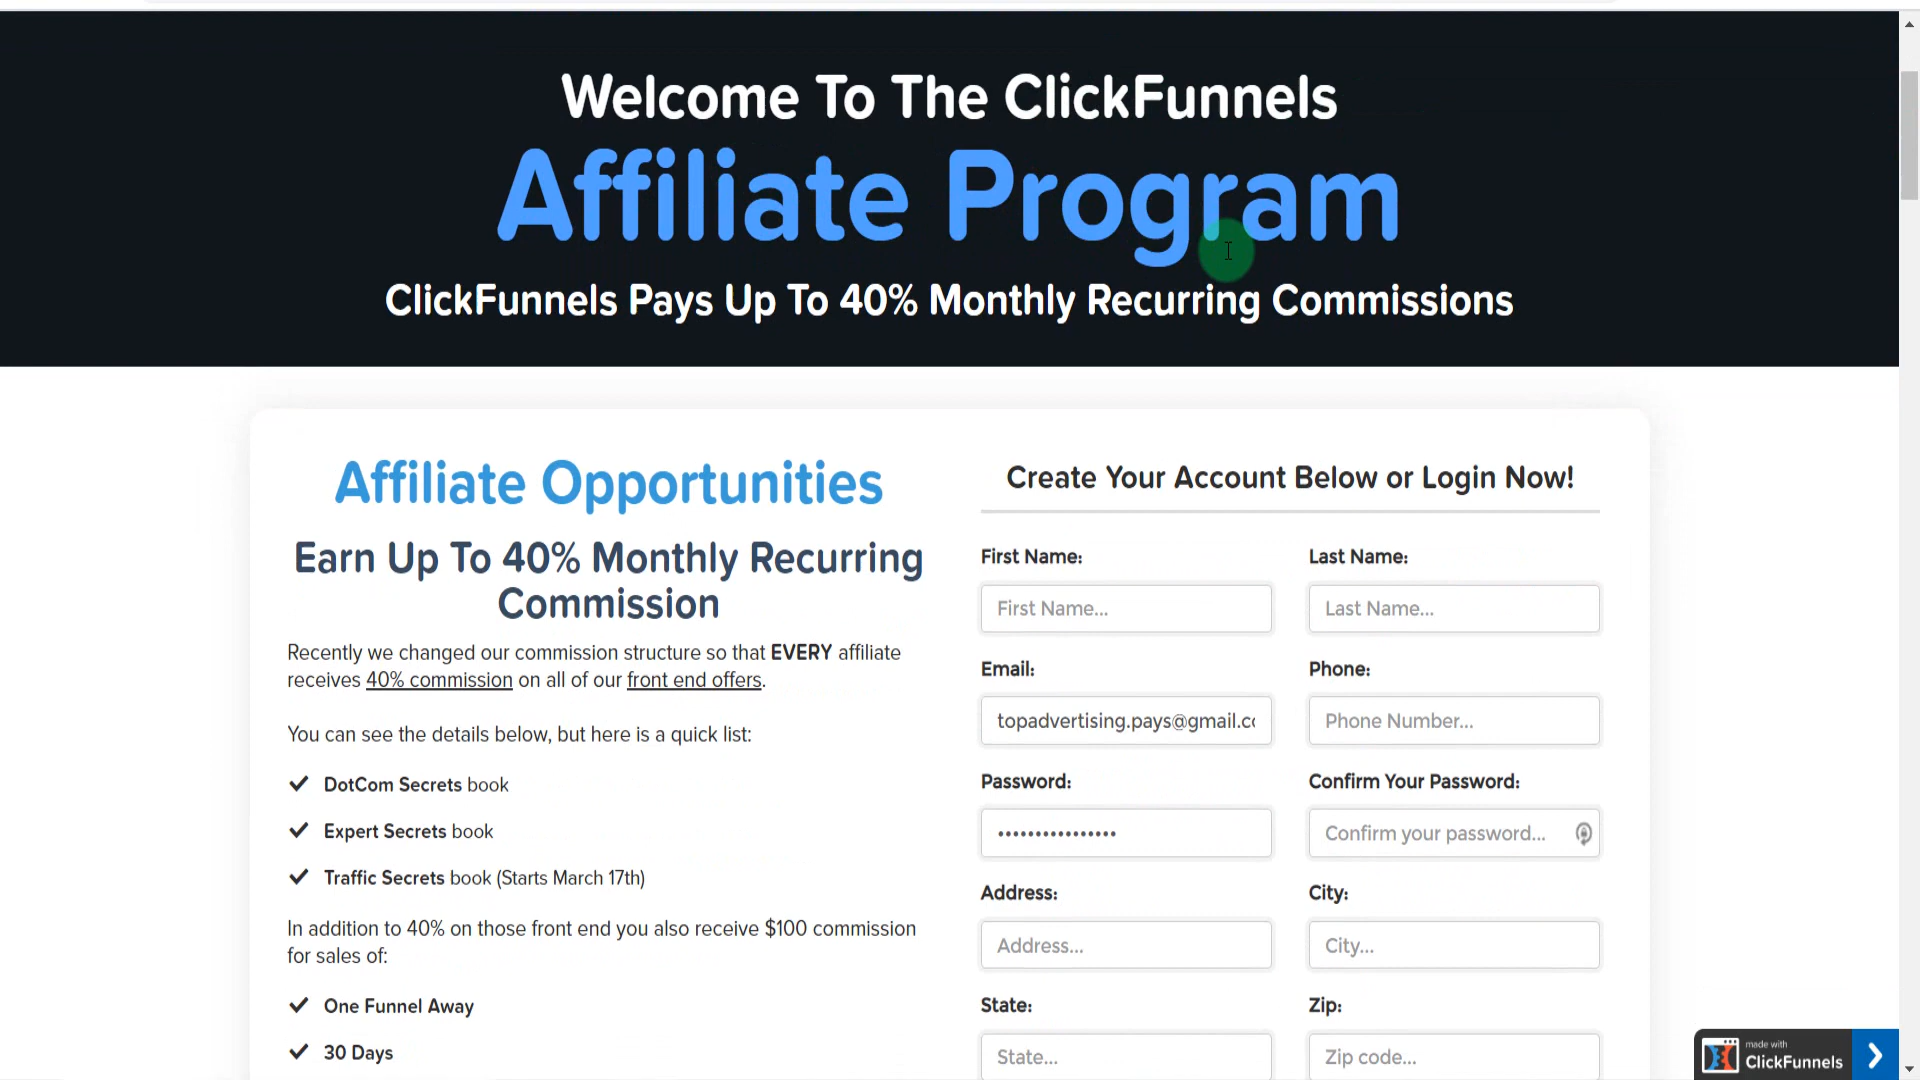 Welcome To The ClickFunnels
Affiliate Program
ClickFunnels Pays Up To 40% Monthly Recurring Commissions
Affiliate Opportunities
Earn Up To 40% Monthly Recurring
Commission
Recently we changed our commission structure so that EVERY affiliate
receives 40% commission on all of our front end offers.
You can see the details below, but here is a quick list:
DotCom Secrets book
Expert Secrets book
Traffic Secrets book (Starts March 17th)
In addition to 40% on those front end you also receive $100 commission
for sales of:
One Funnel Away
30 Days
Create Your Account Below or Login Now!
First Name: Last Name:
First Name... Last Name...
Email: Phone:
topadvertising.pays@gmail.co Phone Number...
Password: Confirm Your Password:
•••••••••••••••• Confirm your password...
Address: City:
Address... City...
State: Zip:
State... Zip code...
made with
ClickFunnels